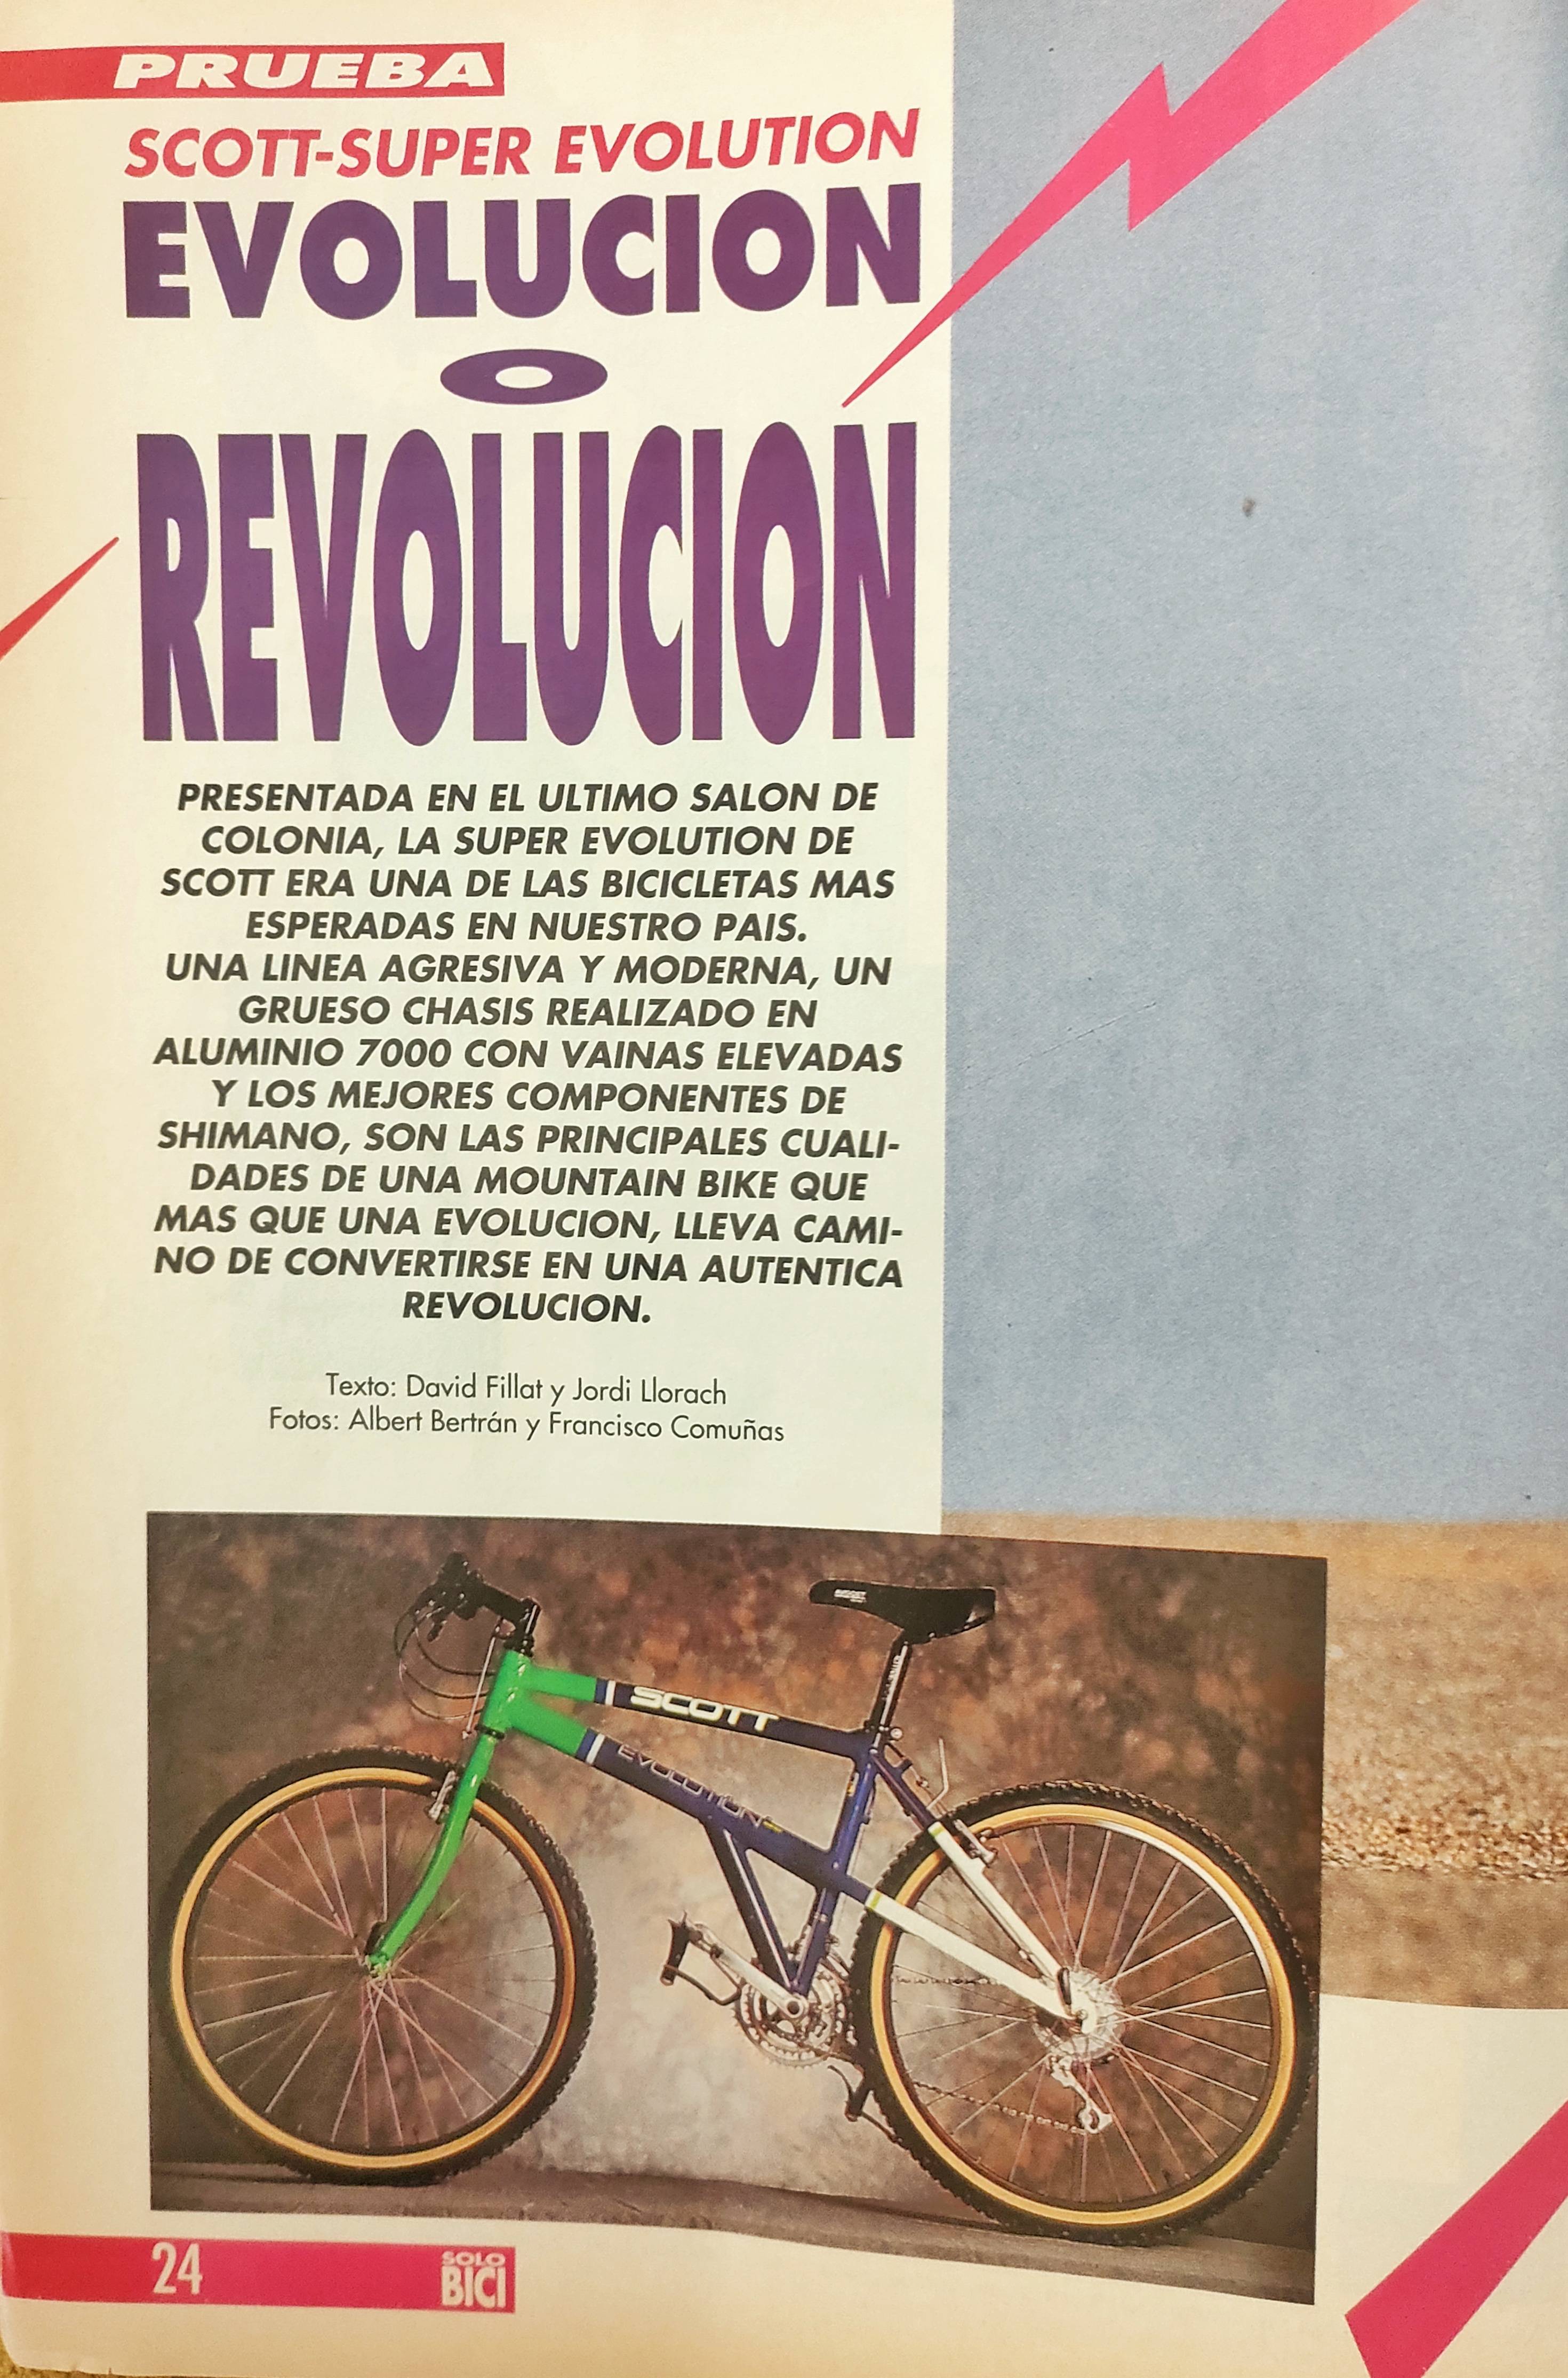 PRUEBA
SCOTT-SUPER EVOLUTION
EVOLUCION
O
REVOLUCION
PRESENTADA EN EL ULTIMO SALON DE
COLONIA, LA SUPER EVOLUTION DE
SCOTT ERA UNA DE LAS BICICLETAS MAS
ESPERADAS EN NUESTRO PAIS.
UNA LINEA AGRESIVA Y MODERNA, UN
GRUESO CHASIS REALIZADO EN
ALUMINIO 7000 CON VAINAS ELEVADAS
Y LOS MEJORES COMPONENTES DE
SHIMANO, SON LAS PRINCIPALES CUALI-
DADES DE UNA MOUNTAIN BIKE QUE
MAS QUE UNA EVOLUCION, LLEVA CAMI-
NO DE CONVERTIRSE EN UNA AUTENTICA
REVOLUCION.
Texto: David Fillat y Jordi Llorach
Fotos: Albert Bertrán y Francisco Comuñas
SCOTT
EVOLUTION
24
SOLO
BICI